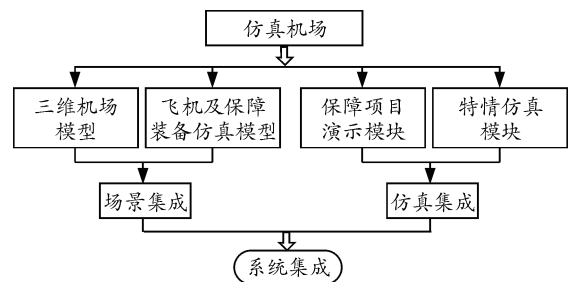 仿真机场
三维机场
模型
飞机及保障
装备仿真模型
保障项目
演示模块
特情仿真
模块
场景集成
仿真集成
系统集成